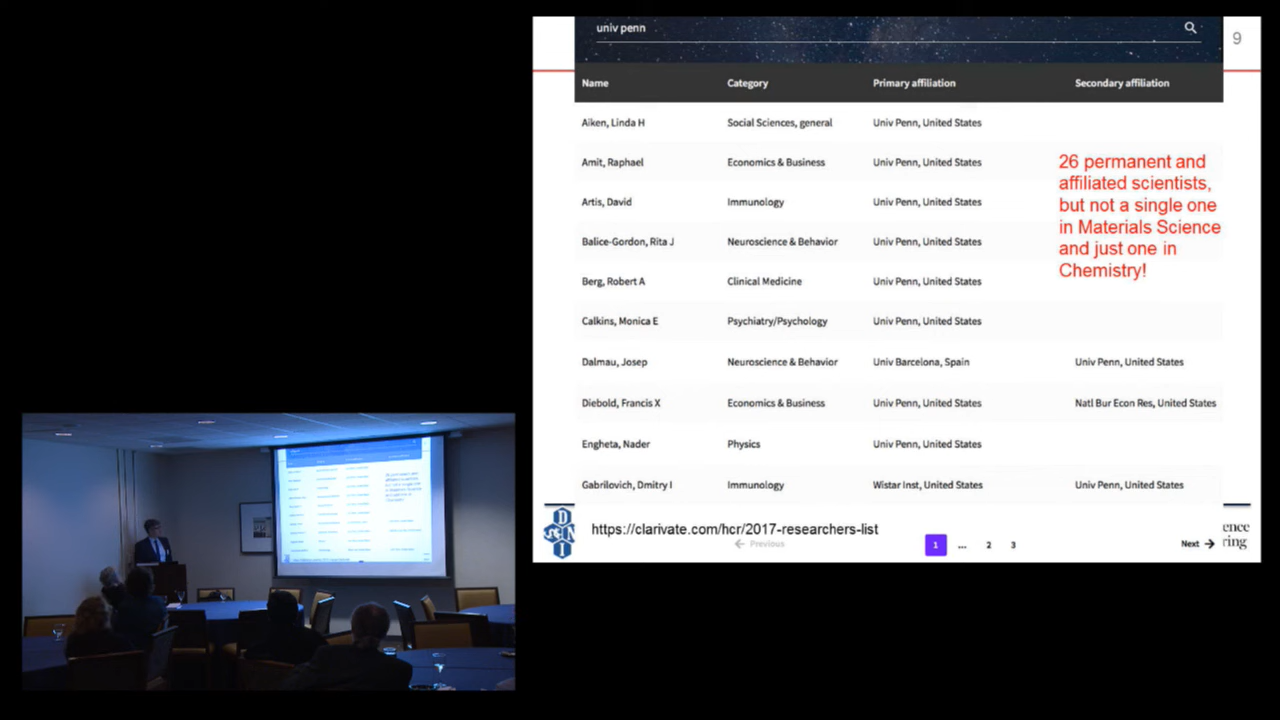 univ penn
9
Name Category Primary affiliation Secondary affiliation
Aiken, Linda H Social Sciences, general Univ Penn, United States
Amit, Raphael Economics & Business Univ Penn, United States
Artis, David Immunology Univ Penn, United States
Balice-Gordon, Rita J Neuroscience & Behavior Univ Penn, United States
Berg, Robert A Clinical Medicine Univ Penn, United States
Calkins, Monica E Psychiatry/Psychology Univ Penn, United States
Dalmau, Josep Neuroscience & Behavior Univ Barcelona, Spain Univ Penn, United States
Diebold, Francis X Economics & Business Univ Penn, United States Natl Bur Econ Res, United States
Engheta, Nader Physics Univ Penn, United States
Gabrilovich, Dmitry I Immunology Wistar Inst, United States Univ Penn, United States
26 permanent and
affiliated scientists,
but not a single one
in Materials Science
and just one in
Chemistry!
DNI
https://clarivate.com/hcr/2017-researchers-list
← Previous 1 ... 2 3 Next →
ence
ring